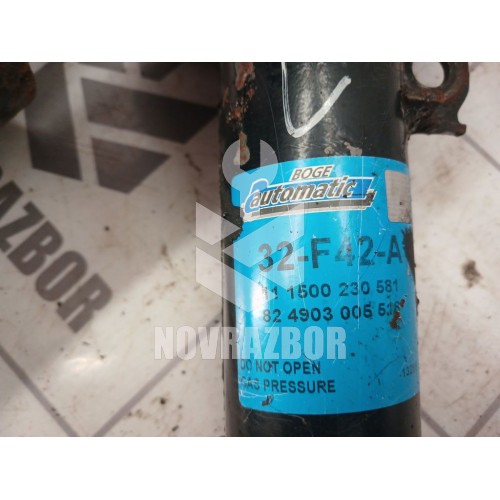 BOGE
automatic
32-F42-A
1500 230 581
82 4903 005
NOVRAZBOR
DO NOT OPEN
GAS PRESSURE
RAZBOR